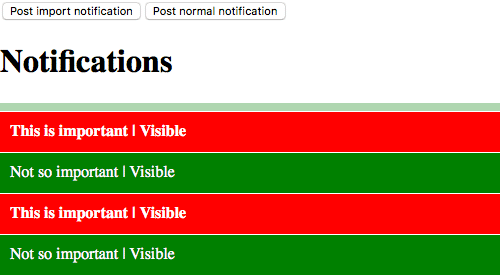 Post import notification Post normal notification
Notifications
This is important | Visible
Not so important | Visible
This is important | Visible
Not so important | Visible